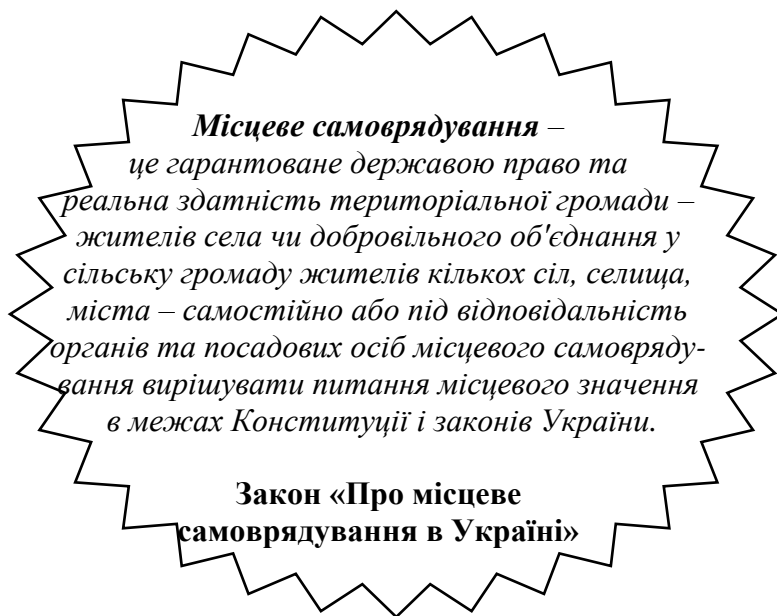 Місцеве самоврядування –
це гарантоване державою право та
реальна здатність територіальної громади –
жителів села чи добровільного об'єднання у
сільську громаду жителів кількох сіл, селища,
міста – самостійно або під відповідальність
органів та посадових осіб місцевого самовряду-
вання вирішувати питання місцевого значення
в межах Конституції і законів України.
Закон «Про місцеве
самоврядування в Україні»